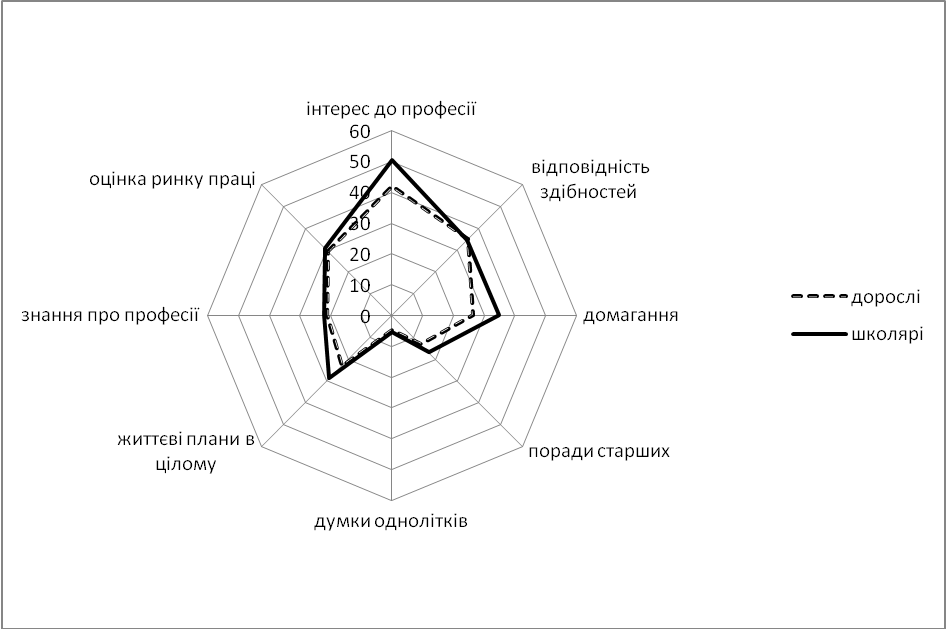 інтерес до професії
60
50
40
30
20
10
0
відповідність
здібностей
домагання
поради старших
думки однолітків
життєві плани в
цілому
знання про професії
оцінка ринку праці
дорослі
школярі